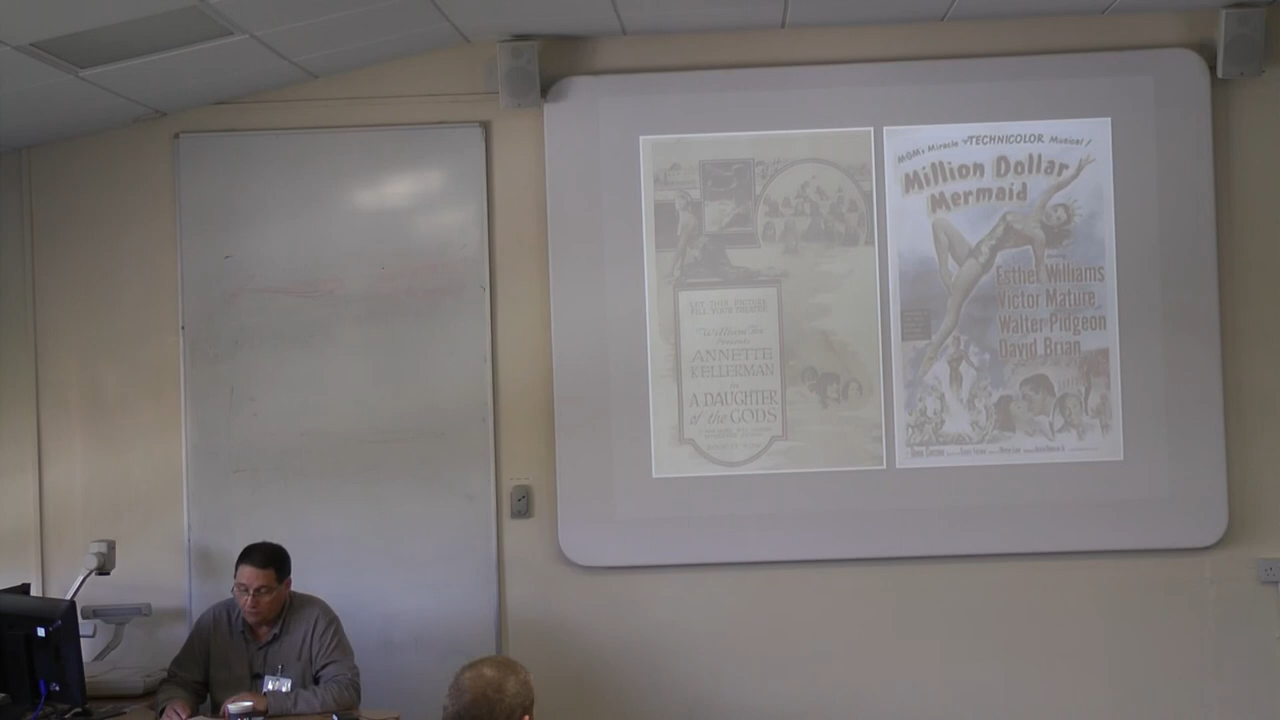 LET THIS PICTURE
FILL YOUR THEATRE
William Fox
Presents
ANNETTE
KELLERMAN
in
A DAUGHTER
of the GODS
MGM's Miracle TECHNICOLOR Musical!
Million Dollar
Mermaid
Esther Williams
Victor Mature
Walter Pidgeon
David Brian